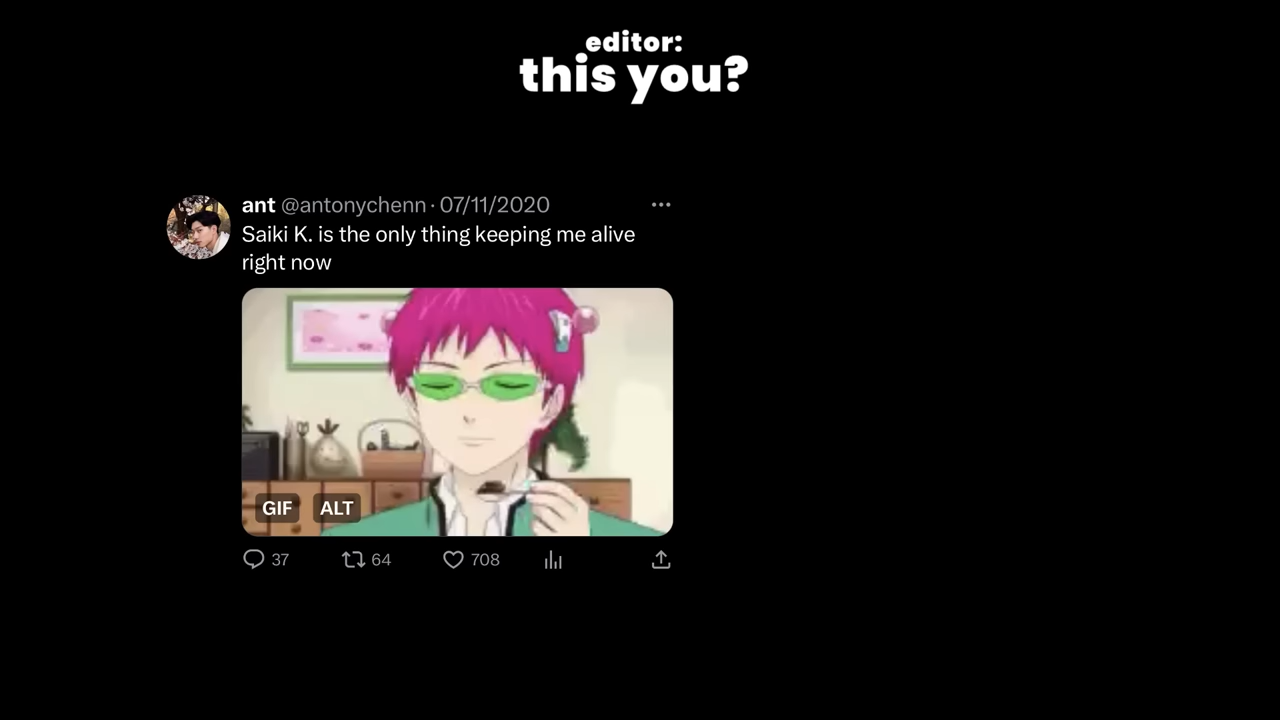 editor:
this you?
ant @antonychenn · 07/11/2020
Saiki K. is the only thing keeping me alive
right now
GIF ALT
37 64 708